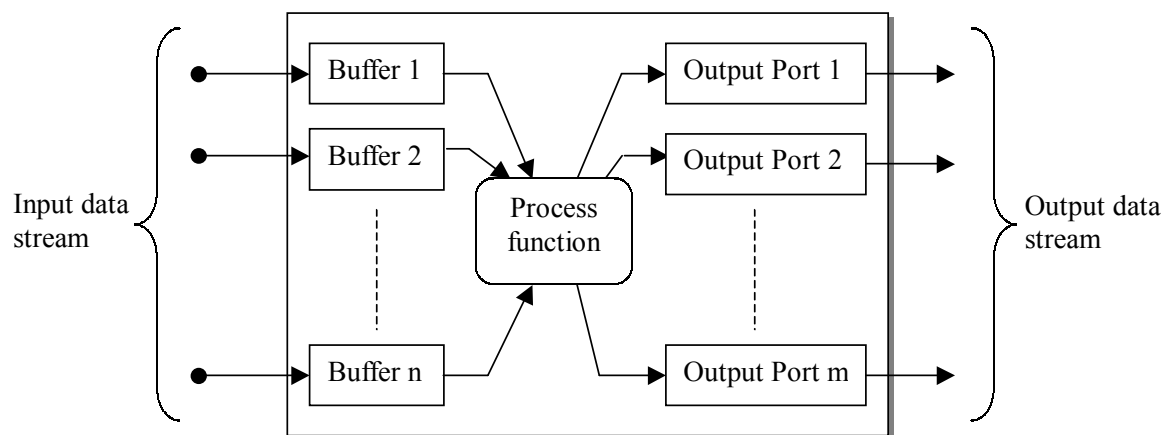 Buffer 1
Output Port 1
Buffer 2
Output Port 2
Input data
stream
Process
function
Output data
stream
Buffer n
Output Port m